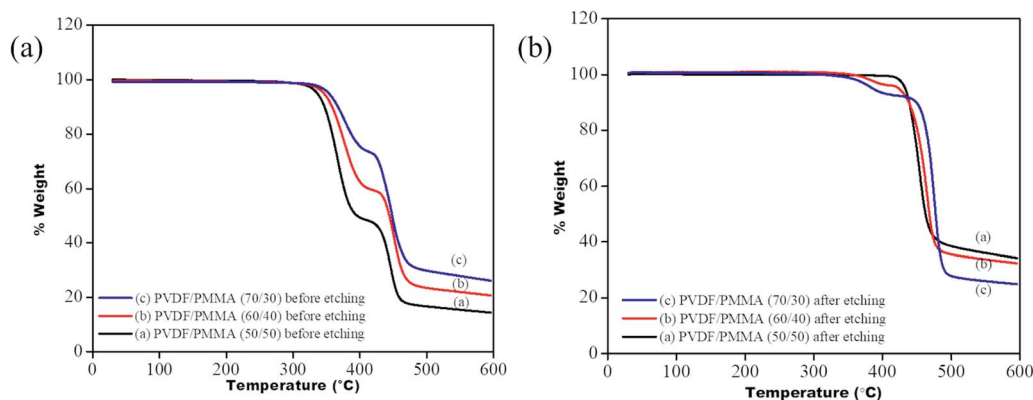 (a)
120
100
80
60
40
20
0
% Weight
(c)
(b)
(a)
(c) PVDF/PMMA (70/30) before etching
(b) PVDF/PMMA (60/40) before etching
(a) PVDF/PMMA (50/50) before etching
0 100 200 300 400 500 600
Temperature (°C)
(b)
120
100
80
60
40
20
0
% Weight
(a)
(b)
(c)
(c) PVDF/PMMA (70/30) after etching
(b) PVDF/PMMA (60/40) after etching
(a) PVDF/PMMA (50/50) after etching
0 100 200 300 400 500 600
Temperature (°C)